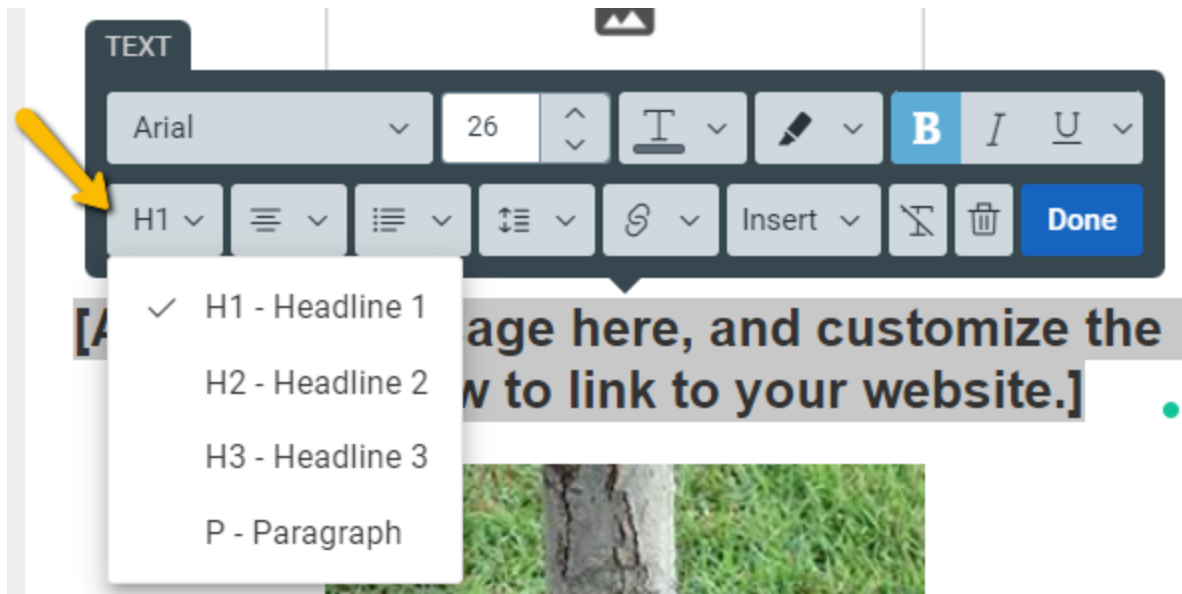 TEXT
Arial
26
T
B I U
H1
Insert
T
Done
H1 - Headline 1
H2 - Headline 2
H3 - Headline 3
P - Paragraph
[A age here, and customize the
w to link to your website.]